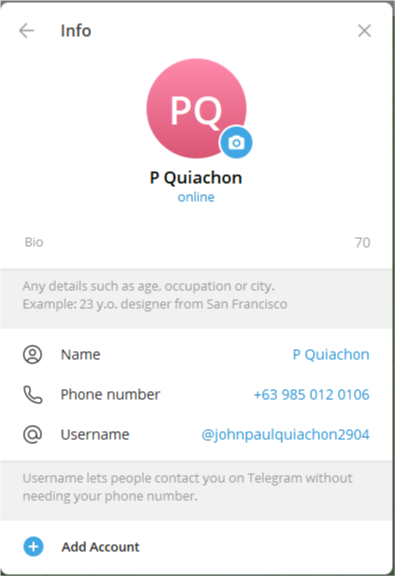 Info
PQ
P Quiachon
online
Bio 70
Any details such as age, occupation or city.
Example: 23 y.o. designer from San Francisco
Name P Quiachon
Phone number +63 985 012 0106
Username @johnpaulquiachon2904
Username lets people contact you on Telegram without
needing your phone number.
Add Account